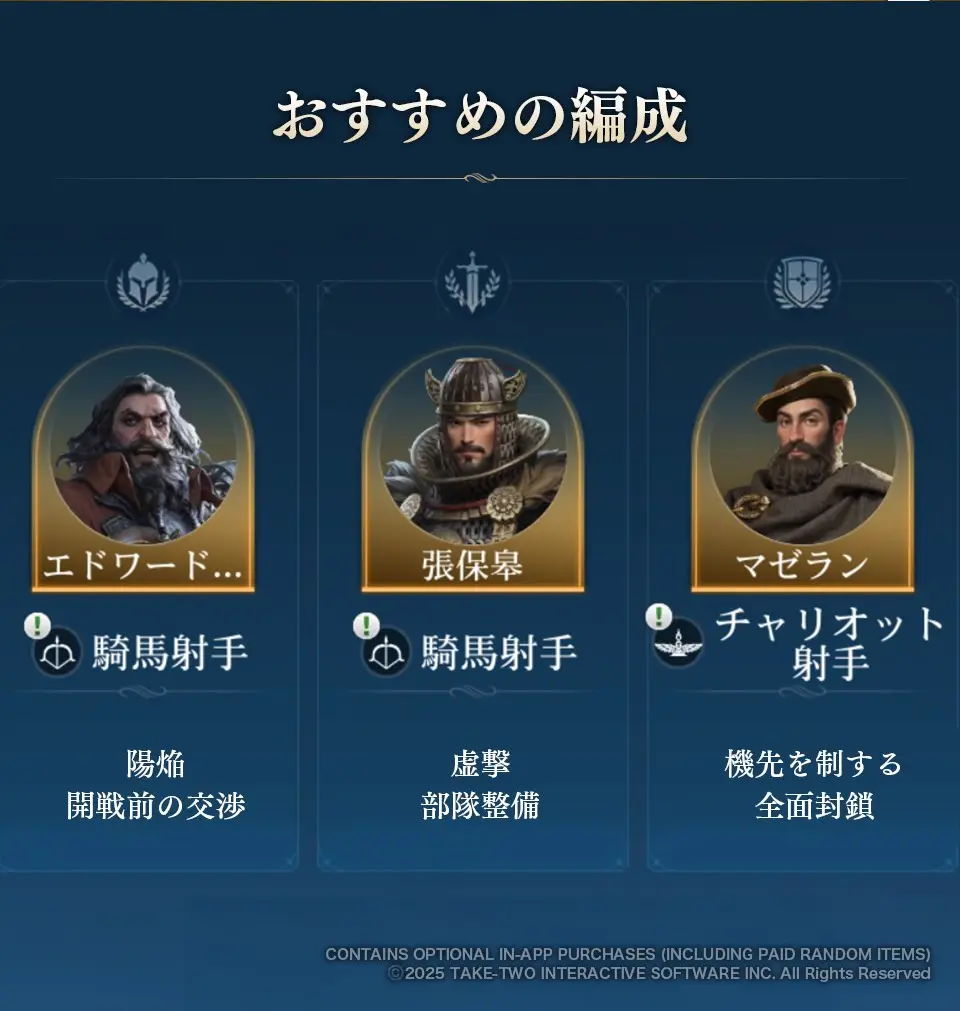 おすすめの編成
エドワード...
張保皋
マゼラン
騎馬射手
騎馬射手
チャリオット
射手
陽焔
開戦前の交渉
虚撃
部隊整備
機先を制する
全面封鎖
CONTAINS OPTIONAL IN-APP PURCHASES (INCLUDING PAID RANDOM ITEMS)
©2025 TAKE-TWO INTERACTIVE SOFTWARE INC. All Rights Reserved